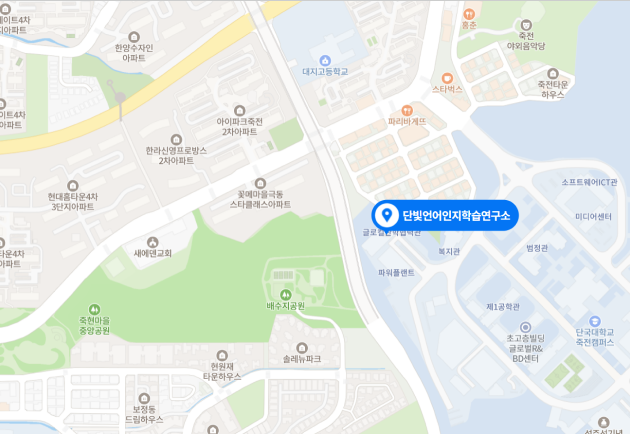 홍춘
죽전
야외음악당
한양수자인
아파트
대지고등학교
스타벅스
죽전타운
하우스
이트4차
아파트
아이파크죽전
2차아파트
파리바게뜨
한라신영프로방스
2차아파트
현대홈타운4차
3단지아파트
꽃메마을극동
스타클래스아파트
소프트웨어ICT관
단빛언어인지학습연구소
미디어센터
복지관
범정관
새에덴교회
타운4차
아파트
파워플랜트
배수지공원
죽현마을
중앙공원
제1공학관
초고층빌딩
글로벌R&
BD센터
단국대학교
죽전캠퍼스
현원재
타운하우스
솔레뉴파크
보정동
드림하우스